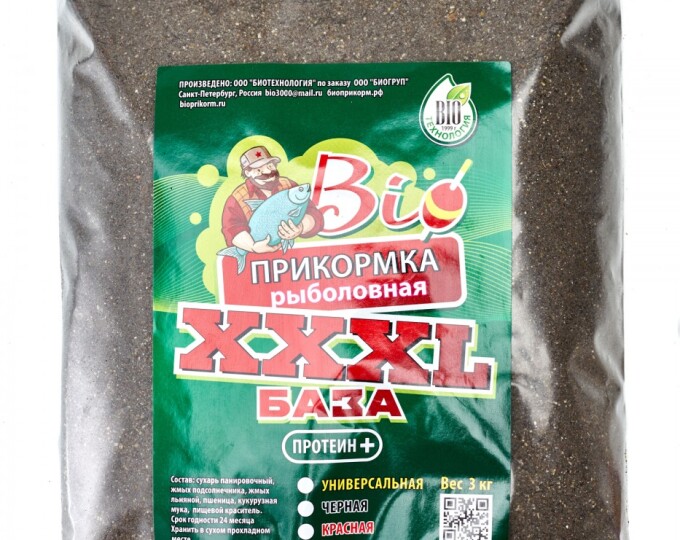 ПРОИЗВЕДЕНО: ООО "БИОТЕХНОЛОГИЯ" по заказу ООО "БИОГРУП"
Санкт-Петербург, Россия bio3000@mail.ru биоприкорм.рф
bioprikorm.ru
BIO
1999 г.
ТЕХНОЛОГИЯ
Bio
ПРИКОРМКА
рыболовная
XXXL
БАЗА
ПРОТЕИН +
Состав: сухарь панировочный,
жмых подсолнечника, жмых
льняной, пшеница, кукурузная
мука, пищевой краситель.
Срок годности 24 месяца
Хранить в сухом прохладном
месте
УНИВЕРСАЛЬНАЯ Вес 3 кг
ЧЕРНАЯ
КРАСНАЯ